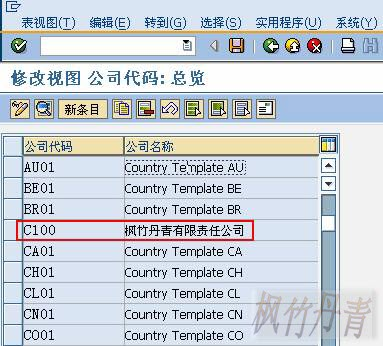 表视图(T) 编辑(E) 转到(G) 选择(S) 实用程序(U) 系统(Y)
修改视图 公司代码: 总览
新条目
公司代码 公司名称
AU01 Country Template AU
BE01 Country Template BE
BR01 Country Template BR
C100 枫竹丹青有限责任公司
CA01 Country Template CA
CH01 Country Template CH
CL01 Country Template CL
CN01 Country Template CN
CO01 Country Template CO
枫竹丹青